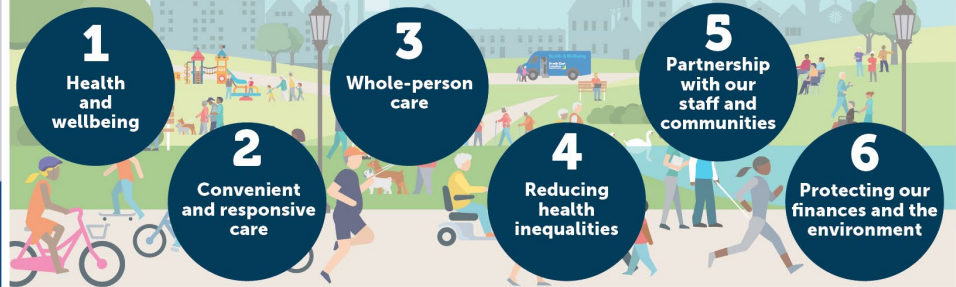 1
Health
and
wellbeing
2
Convenient
and responsive
care
3
Whole-person
care
4
Reducing
health
inequalities
5
Partnership
with our
staff and
communities
6
Protecting our
finances and the
environment